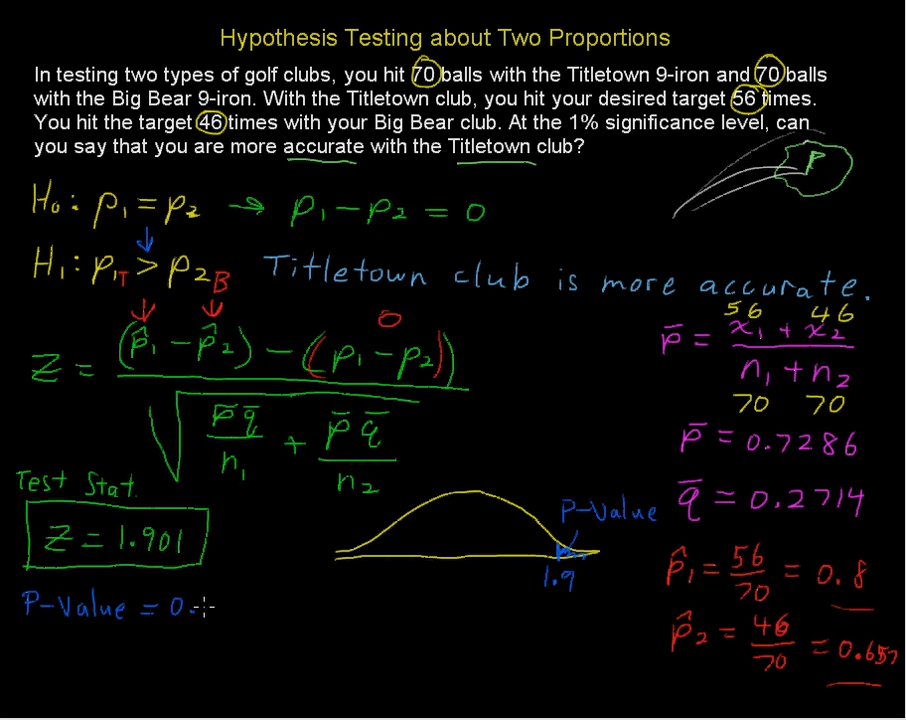 Hypothesis Testing about Two Proportions
In testing two types of golf clubs, you hit 70 balls with the Titletown 9-iron and 70 balls
with the Big Bear 9-iron. With the Titletown club, you hit your desired target 56 times.
You hit the target 46 times with your Big Bear club. At the 1% significance level, can
you say that you are more accurate with the Titletown club?
P
H₀: p₁ = p₂ → p₁ − p₂ = 0
H₁: p₁T > p₂B Titletown club is more accurate.
0
z = ((p̂₁ − p̂₂) − (p₁ − p₂)) / √(p̄q̄/n₁ + p̄q̄/n₂)
56 46
p̄ = (x₁ + x₂) / (n₁ + n₂)
70 70
p̄ = 0.7286
q̄ = 0.2714
p̂₁ = 56/70 = 0.8
p̂₂ = 46/70 = 0.657
Test Stat.
z = 1.901
P-Value
1.9
P-Value = 0.